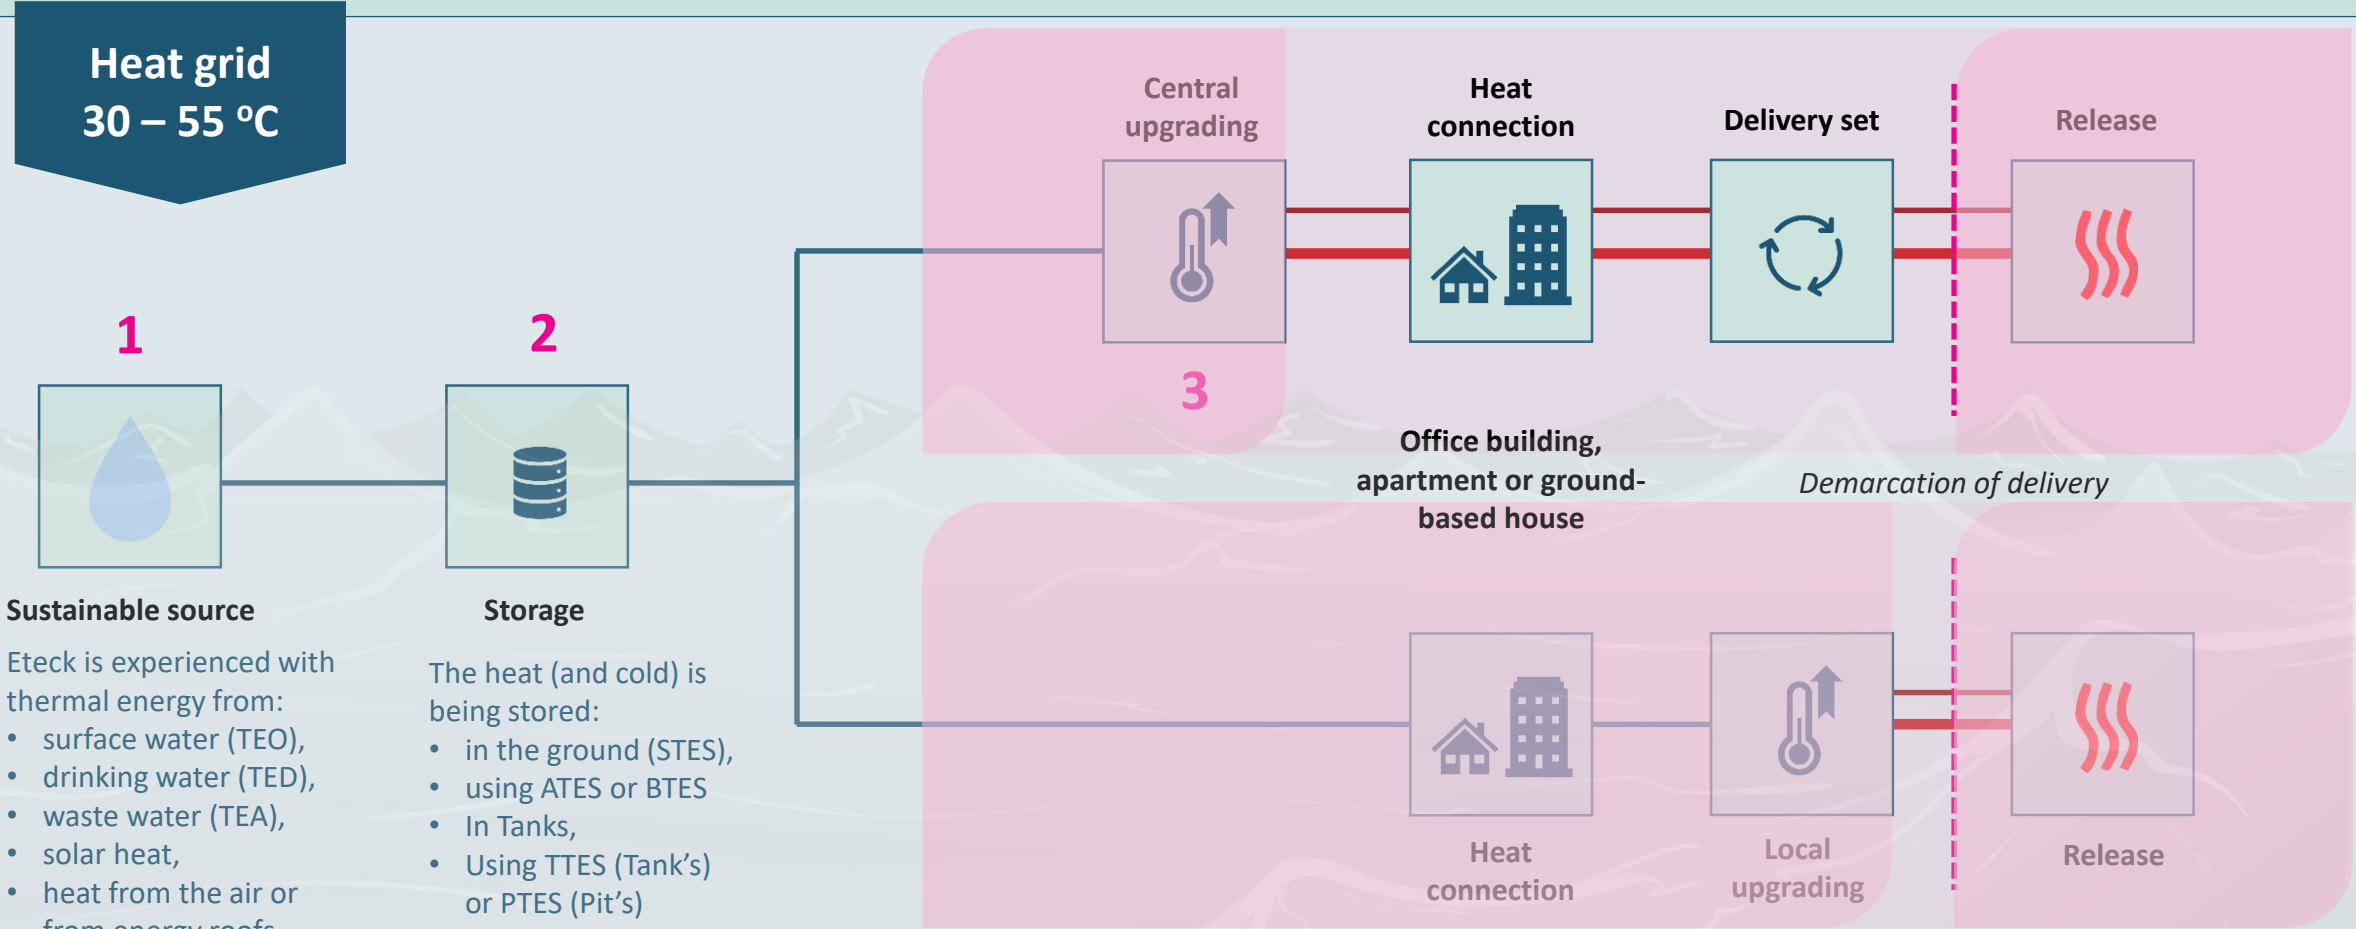 Heat grid
30 – 55 °C
Central
upgrading
Heat
connection
Delivery set
Release
1
2
3
Office building,
apartment or ground-
based house
Demarcation of delivery
Sustainable source
Eteck is experienced with
thermal energy from:
• surface water (TEO),
• drinking water (TED),
• waste water (TEA),
• solar heat,
• heat from the air or
from energy roofs
Storage
The heat (and cold) is
being stored:
• in the ground (STES),
• using ATES or BTES
• In Tanks,
• Using TTES (Tank's)
or PTES (Pit's)
Heat
connection
Local
upgrading
Release